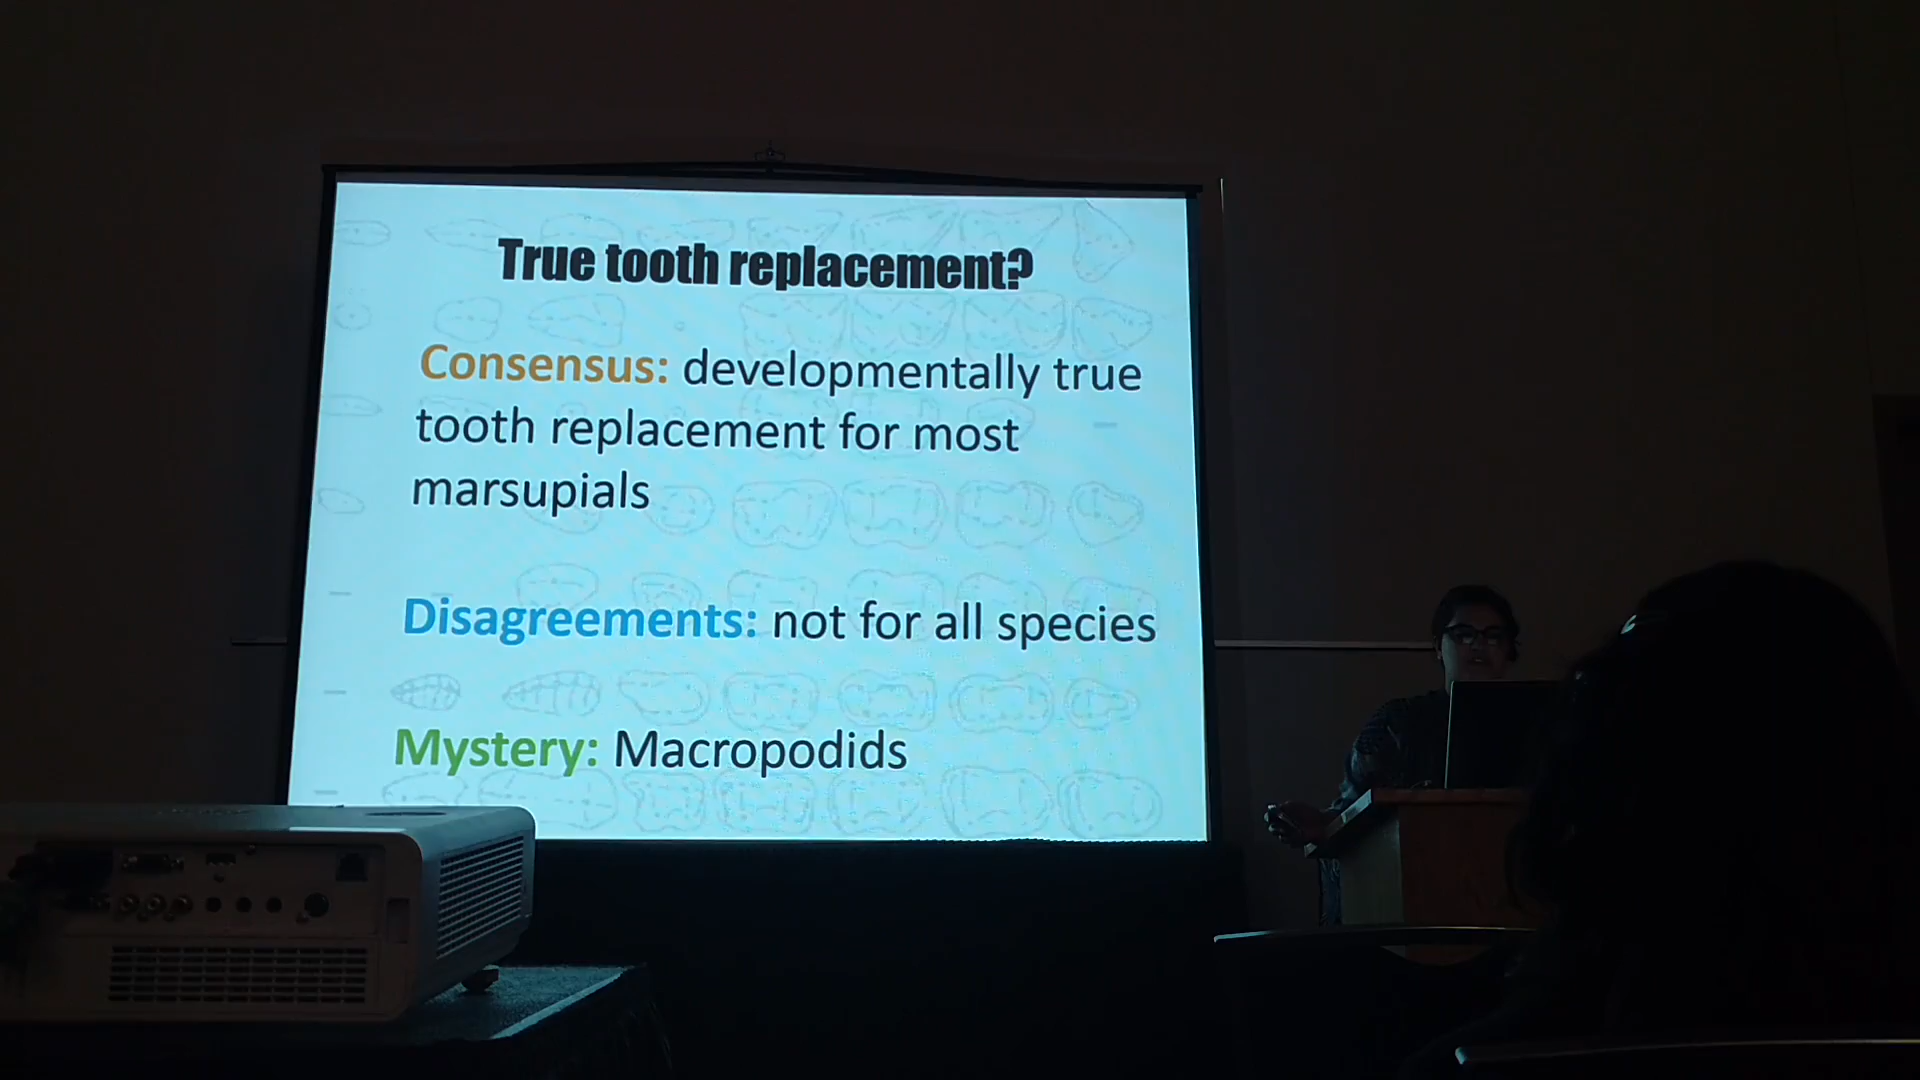 True tooth replacement?
Consensus: developmentally true
tooth replacement for most
marsupials
Disagreements: not for all species
Mystery: Macropodids